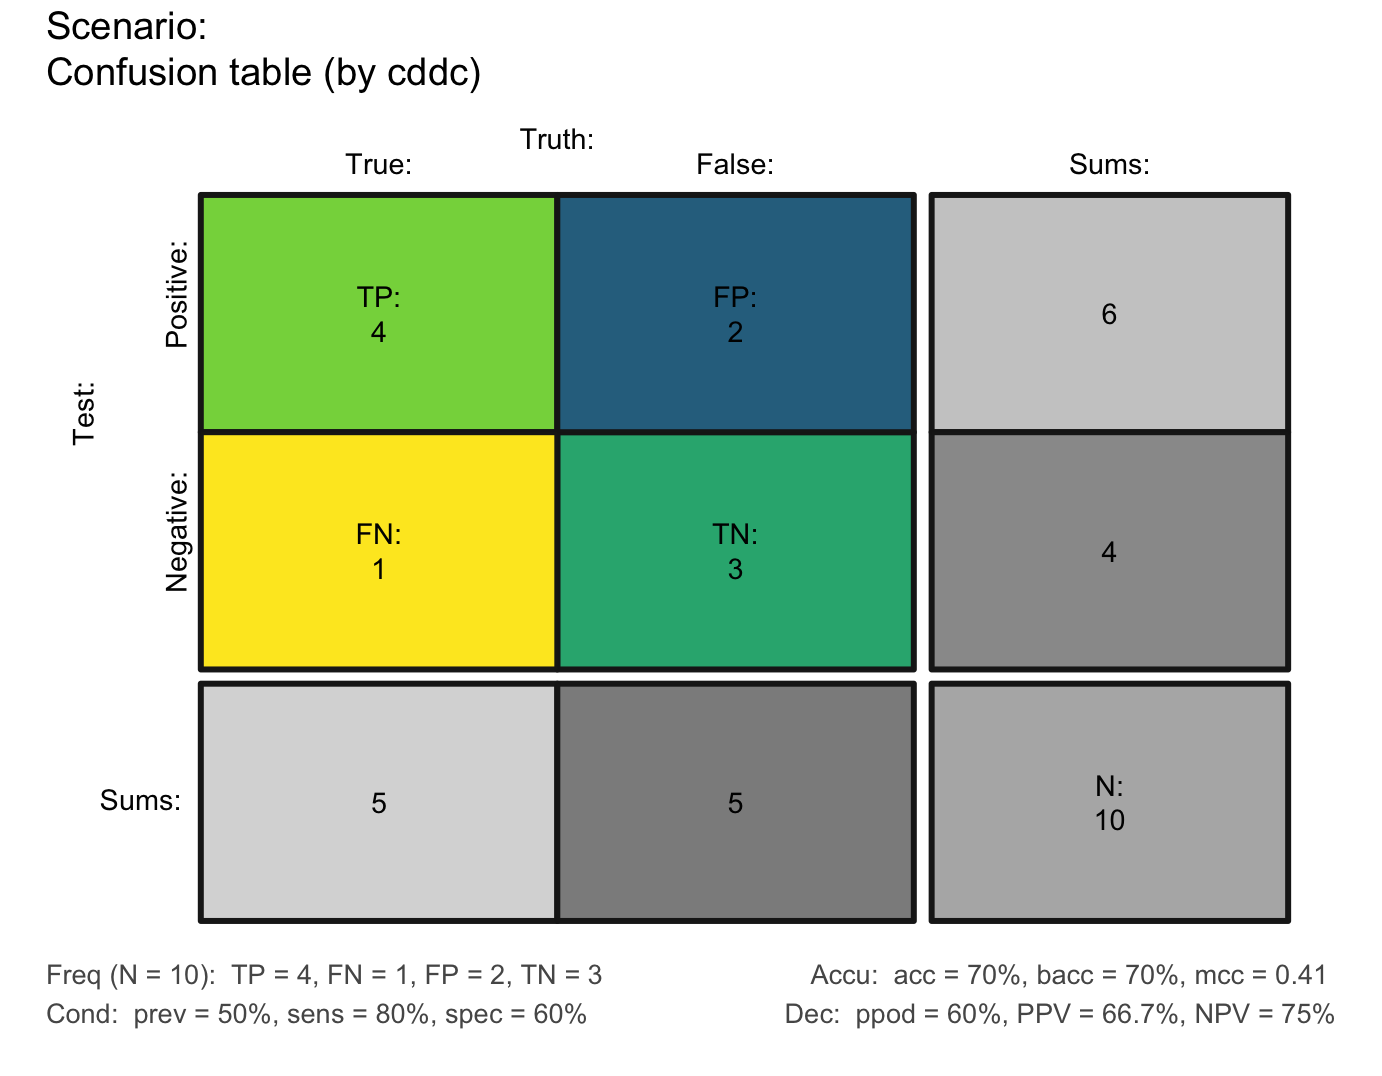 Scenario:
Confusion table (by cddc)
Truth:
True:
False:
Sums:
Test:
Positive:
TP:
4
FP:
2
6
Negative:
FN:
1
TN:
3
4
Sums:
5
5
N:
10
Freq (N = 10):  TP = 4, FN = 1, FP = 2, TN = 3
Accu:  acc = 70%, bacc = 70%, mcc = 0.41
Cond:  prev = 50%, sens = 80%, spec = 60%
Dec:  ppod = 60%, PPV = 66.7%, NPV = 75%